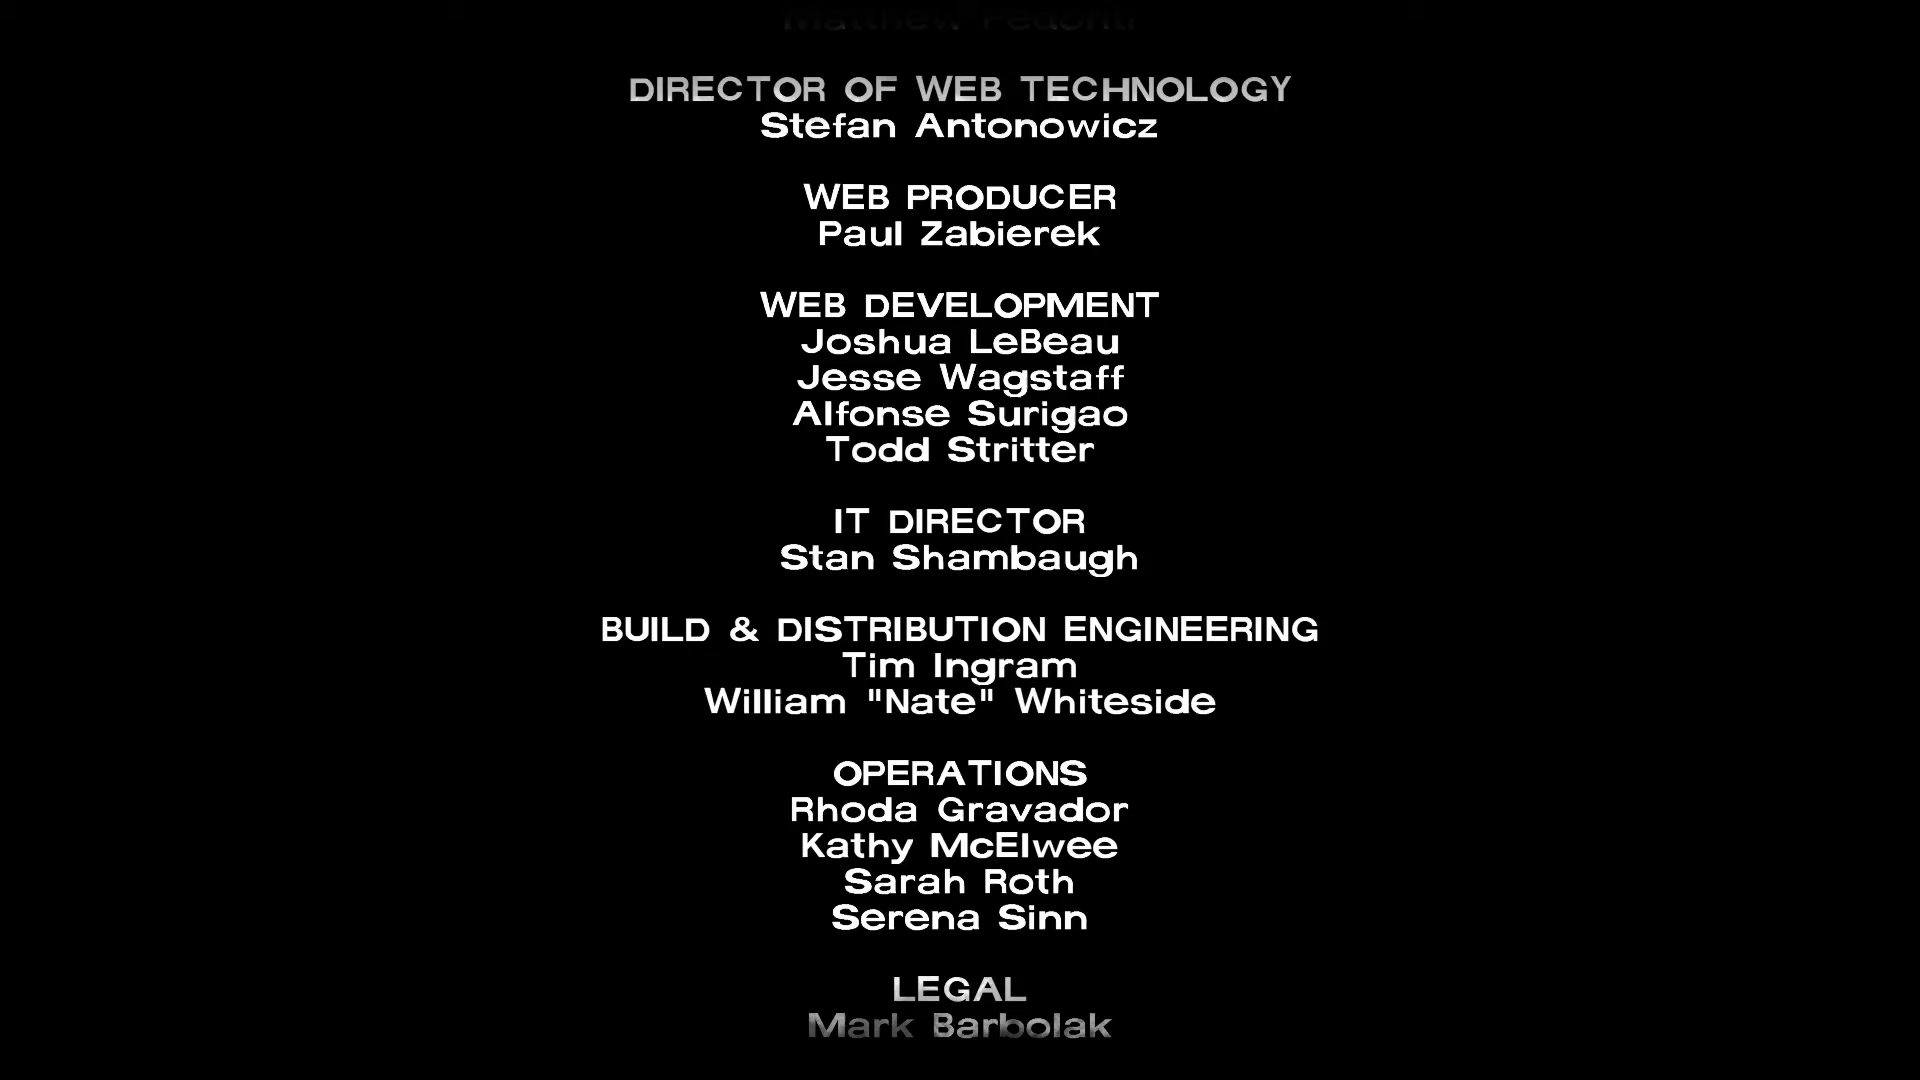 DIRECTOR OF WEB TECHNOLOGY
Stefan Antonowicz
WEB PRODUCER
Paul Zabierek
WEB DEVELOPMENT
Joshua LeBeau
Jesse Wagstaff
Alfonse Surigao
Todd Stritter
IT DIRECTOR
Stan Shambaugh
BUILD & DISTRIBUTION ENGINEERING
Tim Ingram
William "Nate" Whiteside
OPERATIONS
Rhoda Gravador
Kathy McElwee
Sarah Roth
Serena Sinn
LEGAL
Mark Barbolak